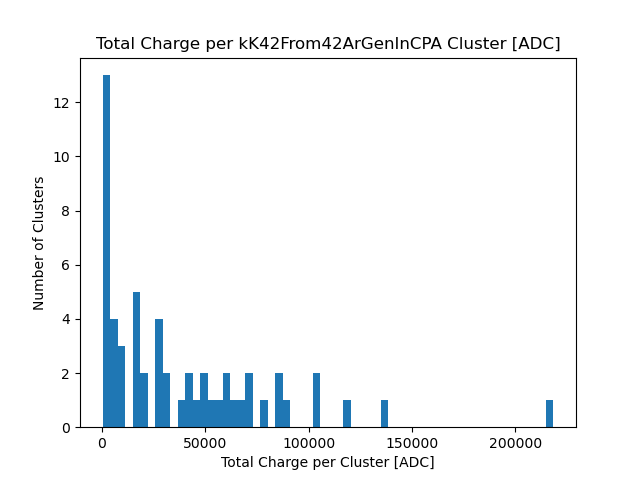 Total Charge per kK42From42ArGenInCPA Cluster [ADC]
12
10
8
6
4
2
0
Number of Clusters
0 50000 100000 150000 200000
Total Charge per Cluster [ADC]